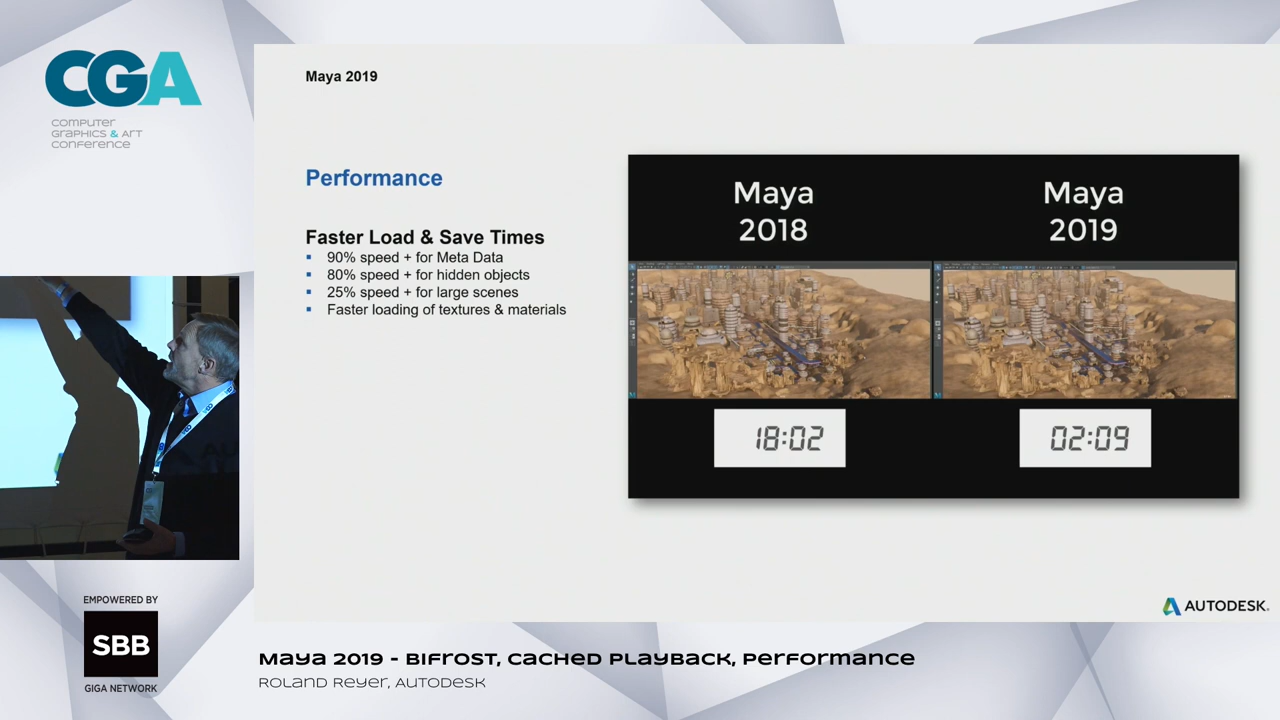 CGA
computer
graphics & art
conference
Maya 2019
Performance
Faster Load & Save Times
90% speed + for Meta Data
80% speed + for hidden objects
25% speed + for large scenes
Faster loading of textures & materials
Maya
2018
Maya
2019
18:02
02:09
AUTODESK
EMPOWERED BY
SBB
GIGA NETWORK
Maya 2019 - Bifrost, Cached Playback, Performance
Roland Reyer, Autodesk